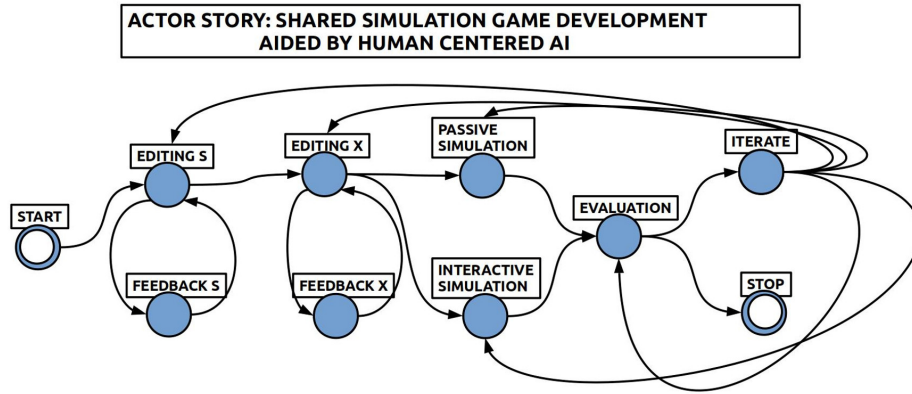 ACTOR STORY: SHARED SIMULATION GAME DEVELOPMENT
AIDED BY HUMAN CENTERED AI
EDITING S
EDITING X
PASSIVE
SIMULATION
ITERATE
START
EVALUATION
FEEDBACK S
FEEDBACK X
INTERACTIVE
SIMULATION
STOP